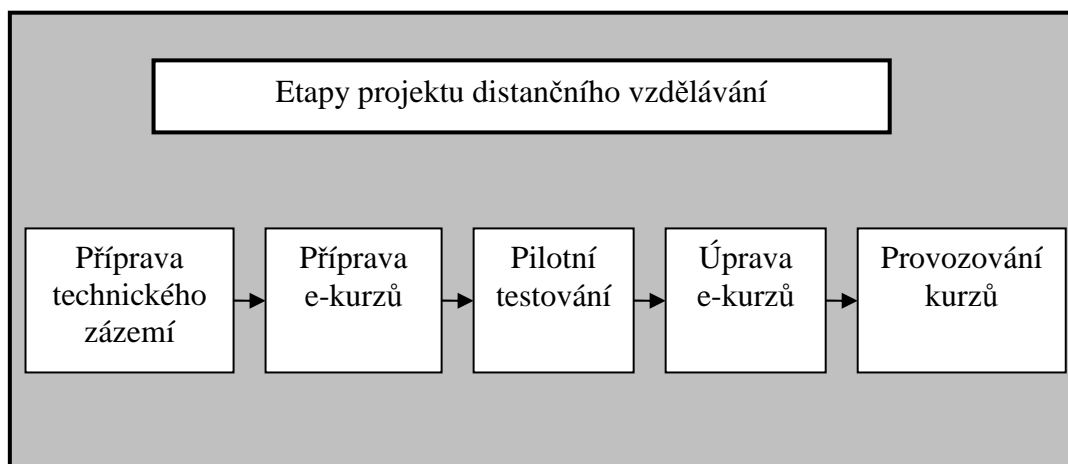 Etapy projektu distančního vzdělávání
Příprava
technického
zázemí
Příprava
e-kurzů
Pilotní
testování
Úprava
e-kurzů
Provozování
kurzů